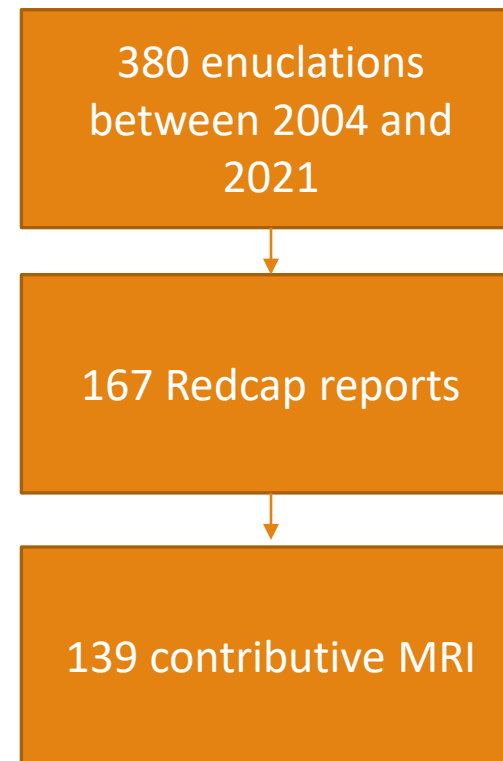 380 enuclations
between 2004 and
2021
167 Redcap reports
139 contributive MRI